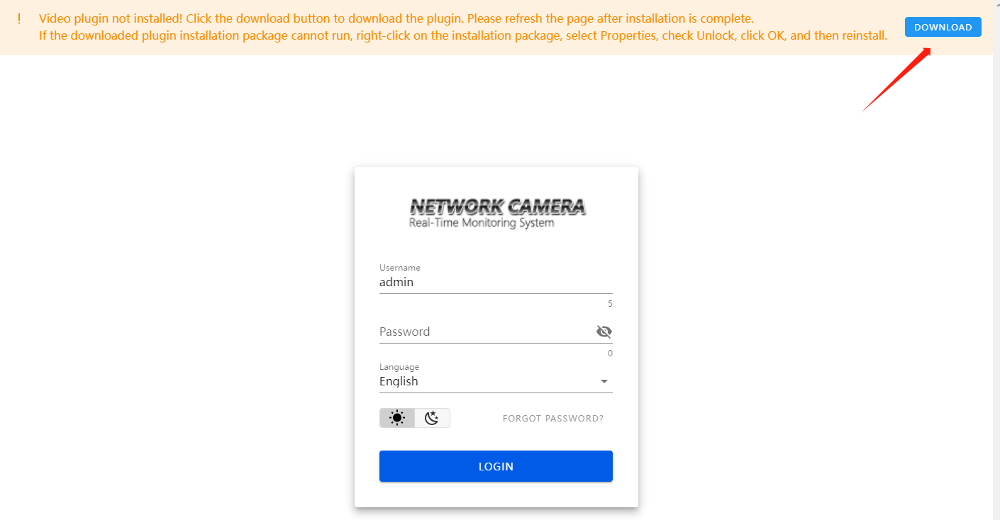 ! Video plugin not installed! Click the download button to download the plugin. Please refresh the page after installation is complete.
If the downloaded plugin installation package cannot run, right-click on the installation package, select Properties, check Unlock, click OK, and then reinstall.
DOWNLOAD
NETWORK CAMERA
Real-Time Monitoring System
Username
admin
5
Password
0
Language
English
FORGOT PASSWORD?
LOGIN